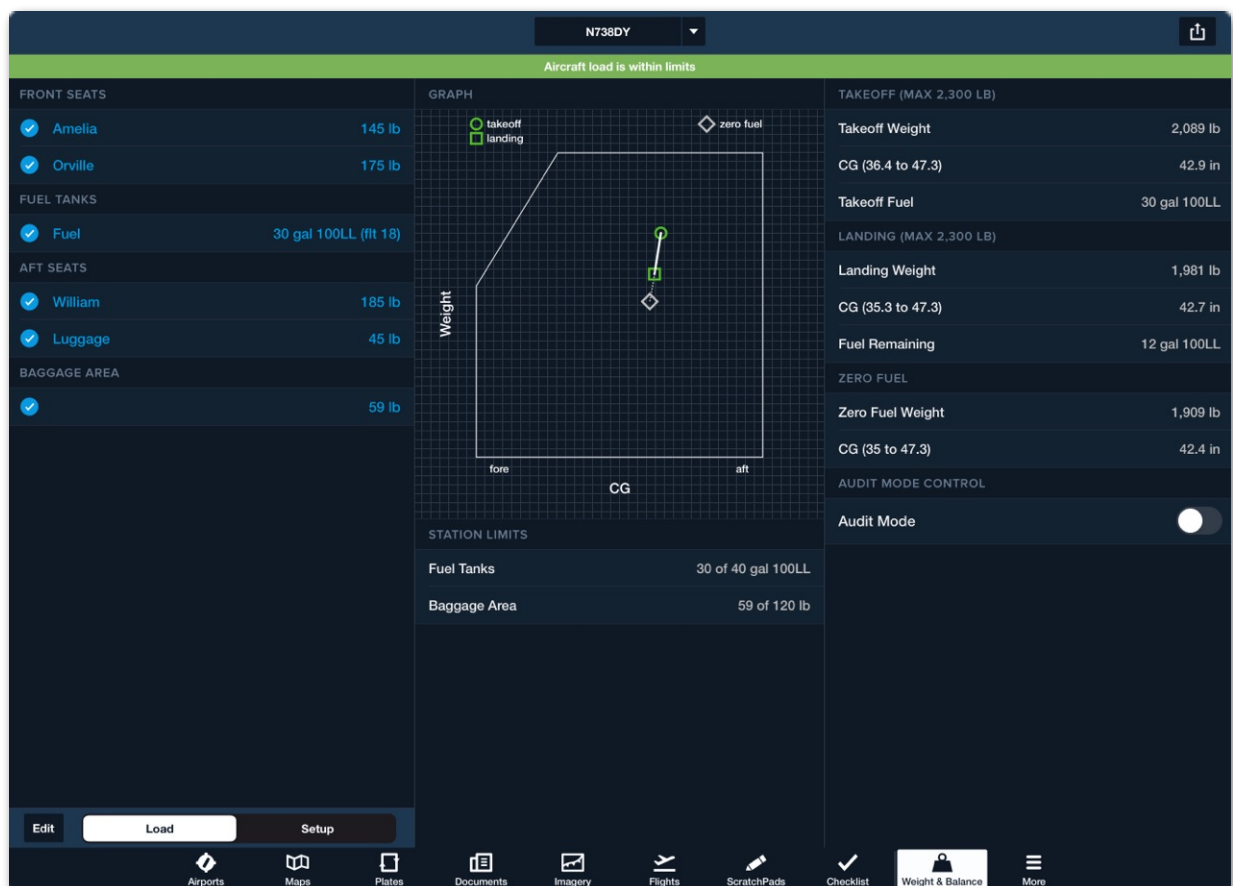 N738DY
Aircraft load is within limits
FRONT SEATS
Amelia 145 lb
Orville 175 lb
FUEL TANKS
Fuel 30 gal 100LL (flt 18)
AFT SEATS
William 185 lb
Luggage 45 lb
BAGGAGE AREA
59 lb
Edit Load Setup
GRAPH
takeoff zero fuel
landing
Weight
fore aft
CG
STATION LIMITS
Fuel Tanks 30 of 40 gal 100LL
Baggage Area 59 of 120 lb
TAKEOFF (MAX 2,300 LB)
Takeoff Weight 2,089 lb
CG (36.4 to 47.3) 42.9 in
Takeoff Fuel 30 gal 100LL
LANDING (MAX 2,300 LB)
Landing Weight 1,981 lb
CG (35.3 to 47.3) 42.7 in
Fuel Remaining 12 gal 100LL
ZERO FUEL
Zero Fuel Weight 1,909 lb
CG (35 to 47.3) 42.4 in
AUDIT MODE CONTROL
Audit Mode
Airports Maps Plates Documents Imagery Flights ScratchPads Checklist Weight & Balance More